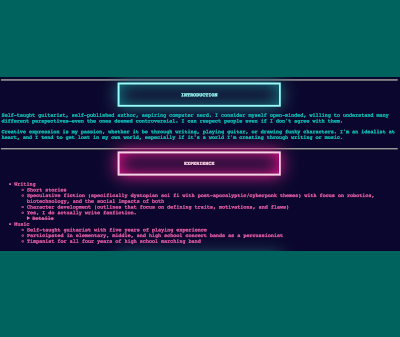 INTRODUCTION
Self-taught guitarist, self-published author, aspiring computer nerd. I consider myself open-minded, willing to understand many
different perspectives—even the ones deemed controversial. I can respect people even if I don't agree with them.
Creative expression is my passion, whether it be through writing, playing guitar, or drawing funky characters. I'm an idealist at
heart, and I tend to get lost in my own world, especially if it's a world I'm creating through writing or music.
EXPERIENCE
Writing
Short stories
Speculative fiction (specifically dystopian sci fi with post-apocalyptic/cyberpunk themes) with focus on robotics,
biotechnology, and the social impacts of both
Character development (outlines that focus on defining traits, motivations, and flaws)
Yes, I do actually write fanfiction.
Details
Music
Self-taught guitarist with five years of playing experience
Participated in elementary, middle, and high school concert bands as a percussionist
Timpanist for all four years of high school marching band